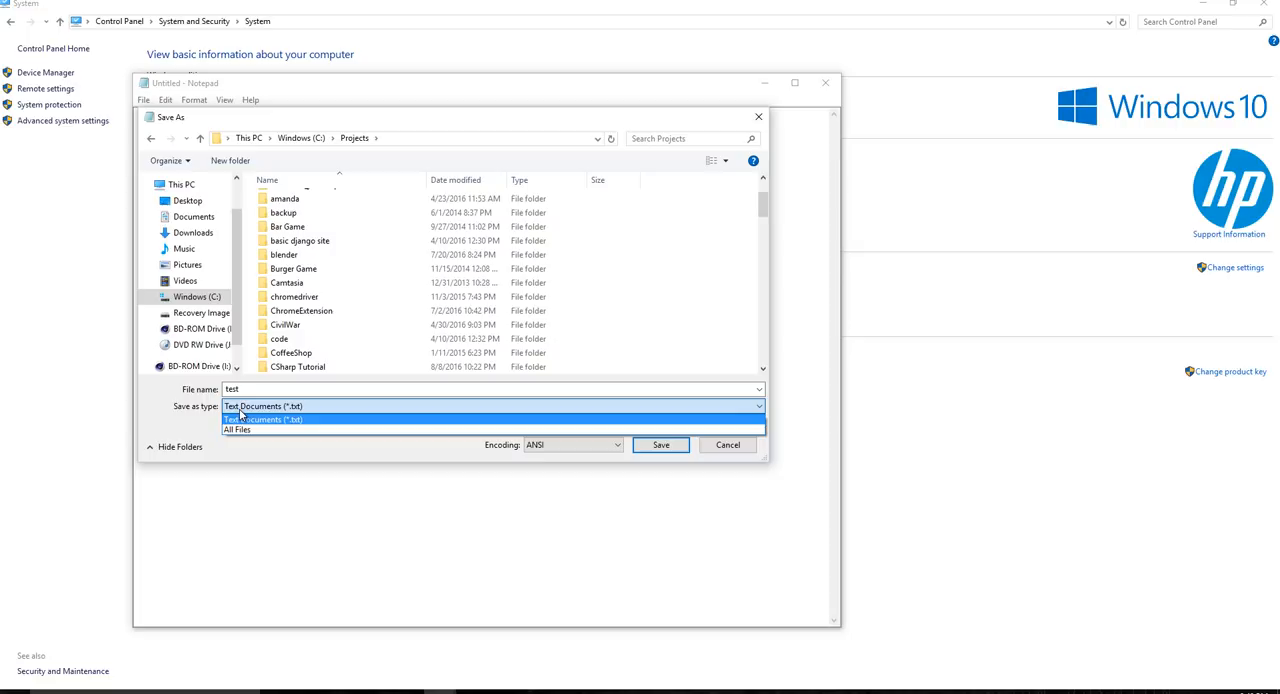 System
Control Panel > System and Security > System
Search Control Panel
Control Panel Home
View basic information about your computer
Device Manager
Remote settings
System protection
Advanced system settings
Untitled - Notepad
File Edit Format View Help
Save As
This PC > Windows (C:) > Projects >
Search Projects
Organize
New folder
Name Date modified Type Size
This PC
Desktop
Documents
Downloads
Music
Pictures
Videos
Windows (C:)
Recovery Image
BD-ROM Drive (
DVD RW Drive (
BD-ROM Drive (I:)
amanda 4/23/2016 11:53 AM File folder
backup 6/1/2014 8:37 PM File folder
Bar Game 9/27/2014 11:02 PM File folder
basic django site 4/10/2016 12:30 PM File folder
blender 7/20/2016 8:24 PM File folder
Burger Game 11/15/2014 12:08 ... File folder
Camtasia 12/31/2013 10:28 ... File folder
chromedriver 11/3/2015 7:43 PM File folder
ChromeExtension 7/2/2016 10:42 PM File folder
CivilWar 4/30/2016 9:03 PM File folder
code 4/10/2016 12:32 PM File folder
CoffeeShop 1/11/2015 6:23 PM File folder
CSharp Tutorial 8/8/2016 10:22 PM File folder
File name: test
Save as type: Text Documents (*.txt)
Text Documents (*.txt)
All Files
Hide Folders
Encoding: ANSI
Save
Cancel
Windows 10
hp
Support Information
Change settings
Change product key
See also
Security and Maintenance